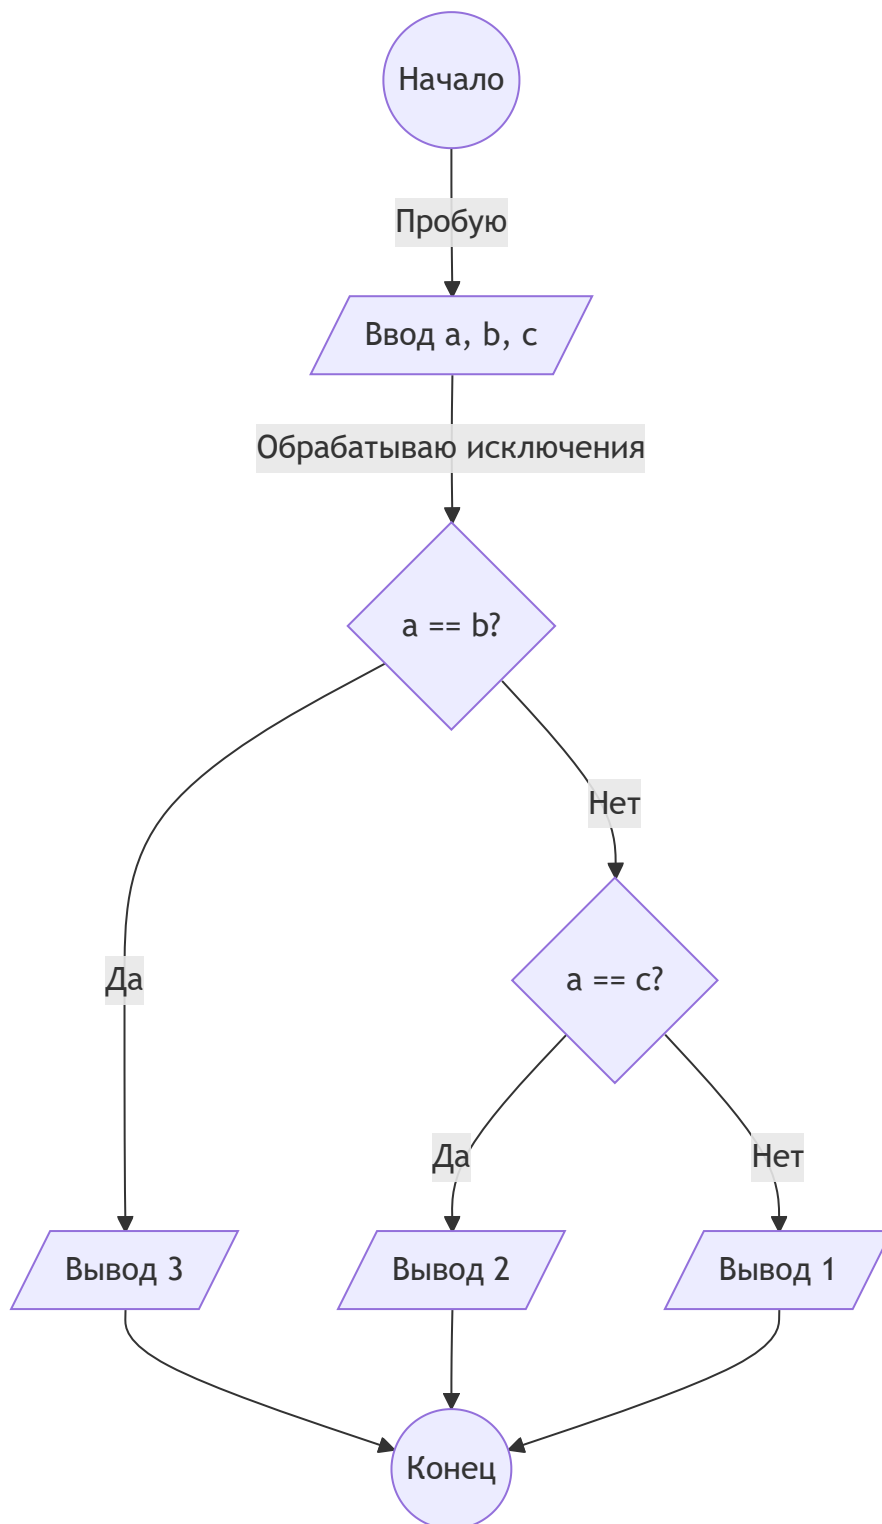 Начало
Пробую
Ввод a, b, c
Обрабатываю исключения
a == b?
Нет
Да
a == c?
Да
Нет
Вывод 3
Вывод 2
Вывод 1
Конец